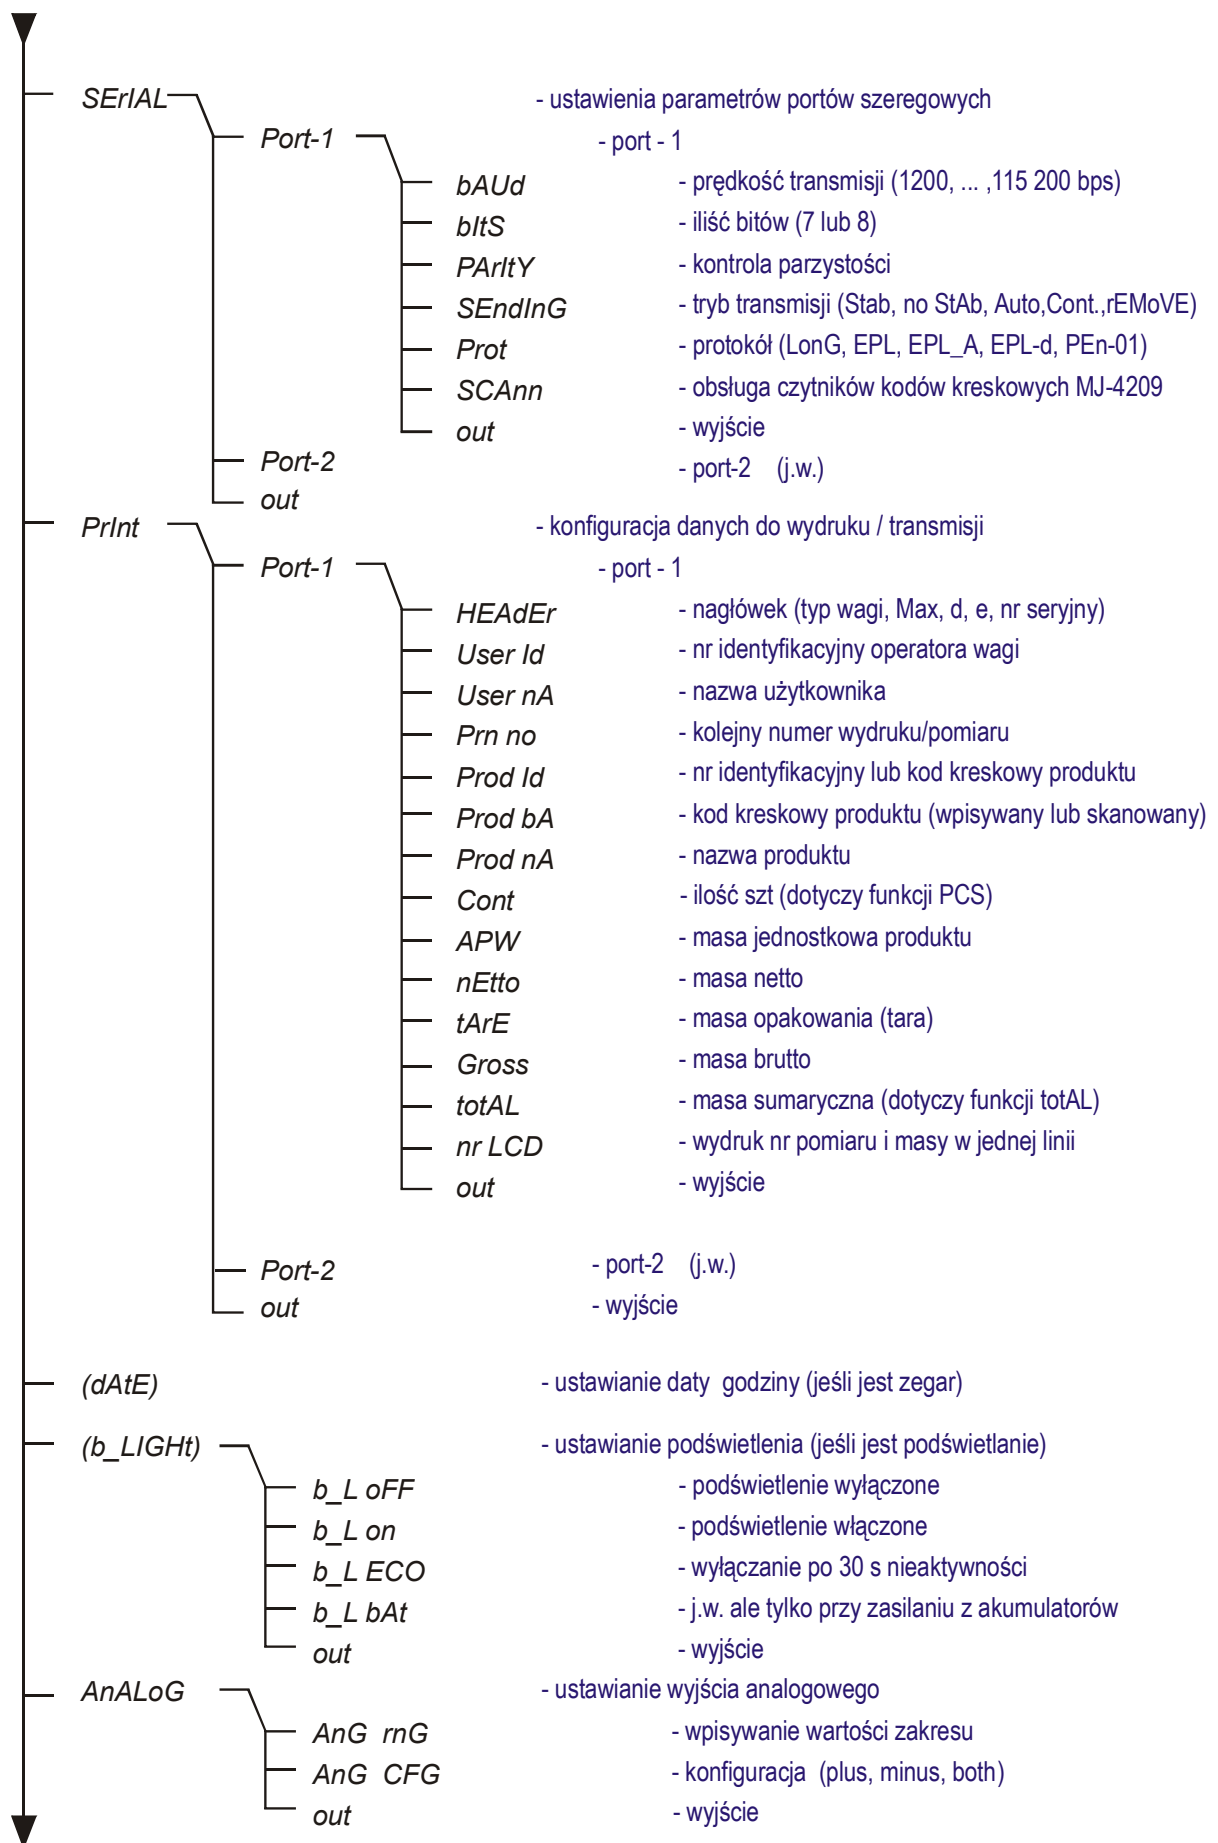 SErIAL - ustawienia parametrów portów szeregowych
Port-1 - port - 1
bAUd - prędkość transmisji (1200, ... ,115 200 bps)
bItS - iliść bitów (7 lub 8)
PArItY - kontrola parzystości
SEndInG - tryb transmisji (Stab, no StAb, Auto,Cont.,rEMoVE)
Prot - protokół (LonG, EPL, EPL_A, EPL-d, PEn-01)
SCAnn - obsługa czytników kodów kreskowych MJ-4209
out - wyjście
Port-2 - port-2 (j.w.)
out
PrInt - konfiguracja danych do wydruku / transmisji
Port-1 - port - 1
HEAdEr - nagłówek (typ wagi, Max, d, e, nr seryjny)
User Id - nr identyfikacyjny operatora wagi
User nA - nazwa użytkownika
Prn no - kolejny numer wydruku/pomiaru
Prod Id - nr identyfikacyjny lub kod kreskowy produktu
Prod bA - kod kreskowy produktu (wpisywany lub skanowany)
Prod nA - nazwa produktu
Cont - ilość szt (dotyczy funkcji PCS)
APW - masa jednostkowa produktu
nEtto - masa netto
tArE - masa opakowania (tara)
Gross - masa brutto
totAL - masa sumaryczna (dotyczy funkcji totAL)
nr LCD - wydruk nr pomiaru i masy w jednej linii
out - wyjście
Port-2 - port-2 (j.w.)
out - wyjście
(dAtE) - ustawianie daty godziny (jeśli jest zegar)
(b_LIGHt) - ustawianie podświetlenia (jeśli jest podświetlanie)
b_L oFF - podświetlenie wyłączone
b_L on - podświetlenie włączone
b_L ECO - wyłączanie po 30 s nieaktywności
b_L bAt - j.w. ale tylko przy zasilaniu z akumulatorów
out - wyjście
AnALoG - ustawianie wyjścia analogowego
AnG rnG - wpisywanie wartości zakresu
AnG CFG - konfiguracja (plus, minus, both)
out - wyjście